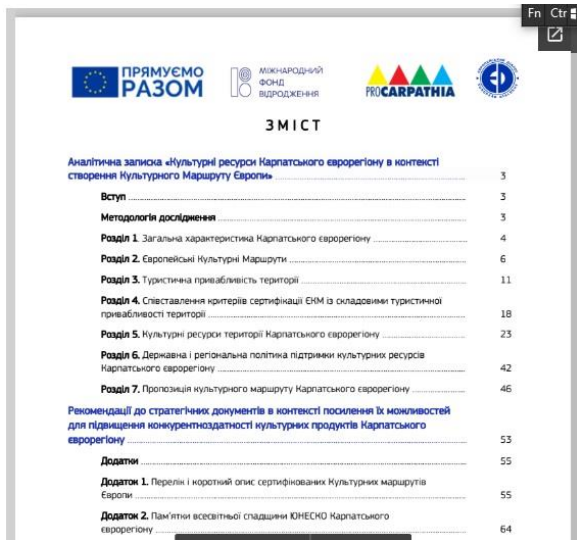 Fn Ctr
ПРЯМУЄМО
РАЗОМ
МІЖНАРОДНИЙ
ФОНД
ВІДРОДЖЕННЯ
PROCARPATHIA
ЗМІСТ
Аналітична записка «Культурні ресурси Карпатського єврорегіону в контексті
створення Культурного Маршруту Європи» 3
Вступ 3
Методологія дослідження 3
Розділ 1. Загальна характеристика Карпатського єврорегіону 4
Розділ 2. Європейські Культурні Маршрути 6
Розділ 3. Туристична привабливість території 11
Розділ 4. Співставлення критеріїв сертифікації ЄКМ із складовими туристичної
привабливості території 18
Розділ 5. Культурні ресурси території Карпатського єврорегіону 23
Розділ 6. Державна і регіональна політика підтримки культурних ресурсів
Карпатського єврорегіону 42
Розділ 7. Пропозиція культурного маршруту Карпатського єврорегіону 46
Рекомендації до стратегічних документів в контексті посилення їх можливостей
для підвищення конкурентноздатності культурних продуктів Карпатського
єврорегіону 53
Додатки 55
Додаток 1. Перелік і короткий опис сертифікованих Культурних маршрутів
Європи 55
Додаток 2. Пам'ятки всесвітньої спадщини ЮНЕСКО Карпатського
єврорегіону 64